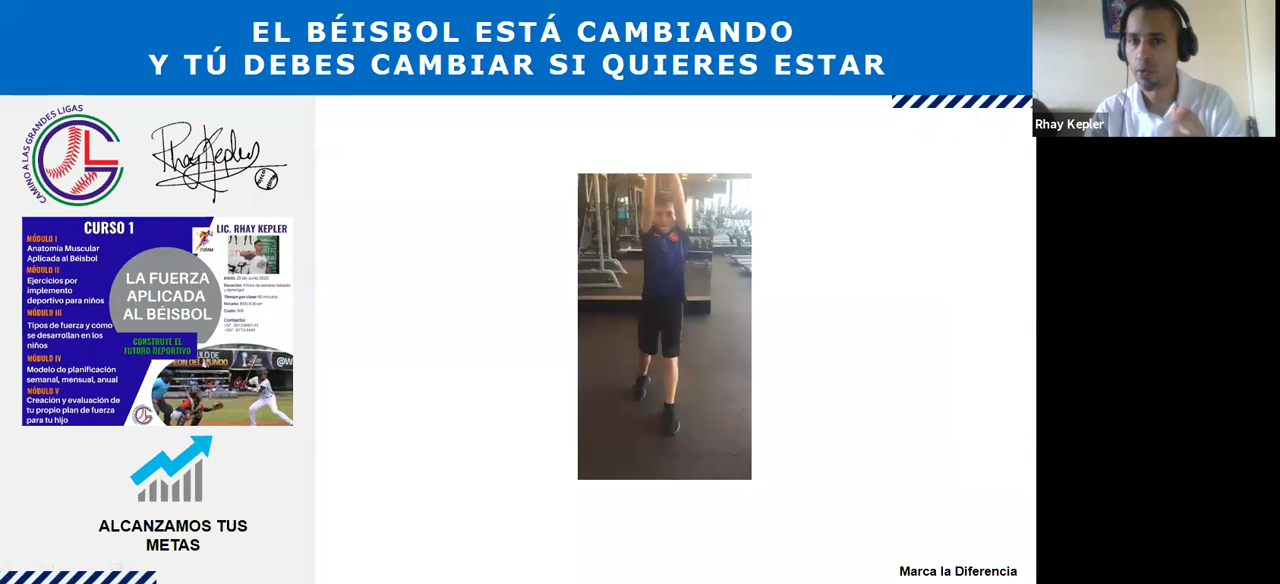 EL BÉISBOL ESTÁ CAMBIANDO
Y TÚ DEBES CAMBIAR SI QUIERES ESTAR
Rhay Kepler
CAMINO A LAS GRANDES LIGAS
Rhay Kepler
CURSO 1
LIC. RHAY KEPLER
MÓDULO I
Anatomía Muscular
Aplicada al Béisbol
MÓDULO II
Ejercicios por
implemento
deportivo para niños
MÓDULO III
Tipos de fuerza y cómo
se desarrollan en los
niños
MÓDULO IV
Modelo de planificación
semanal, mensual, anual
MÓDULO V
Creación y evaluación de
tu propio plan de fuerza
para tu hijo
LA FUERZA
APLICADA
AL BÉISBOL
CONSTRUYE EL
FUTURO DEPORTIVO
Contacto:
ALCANZAMOS TUS
METAS
Marca la Diferencia